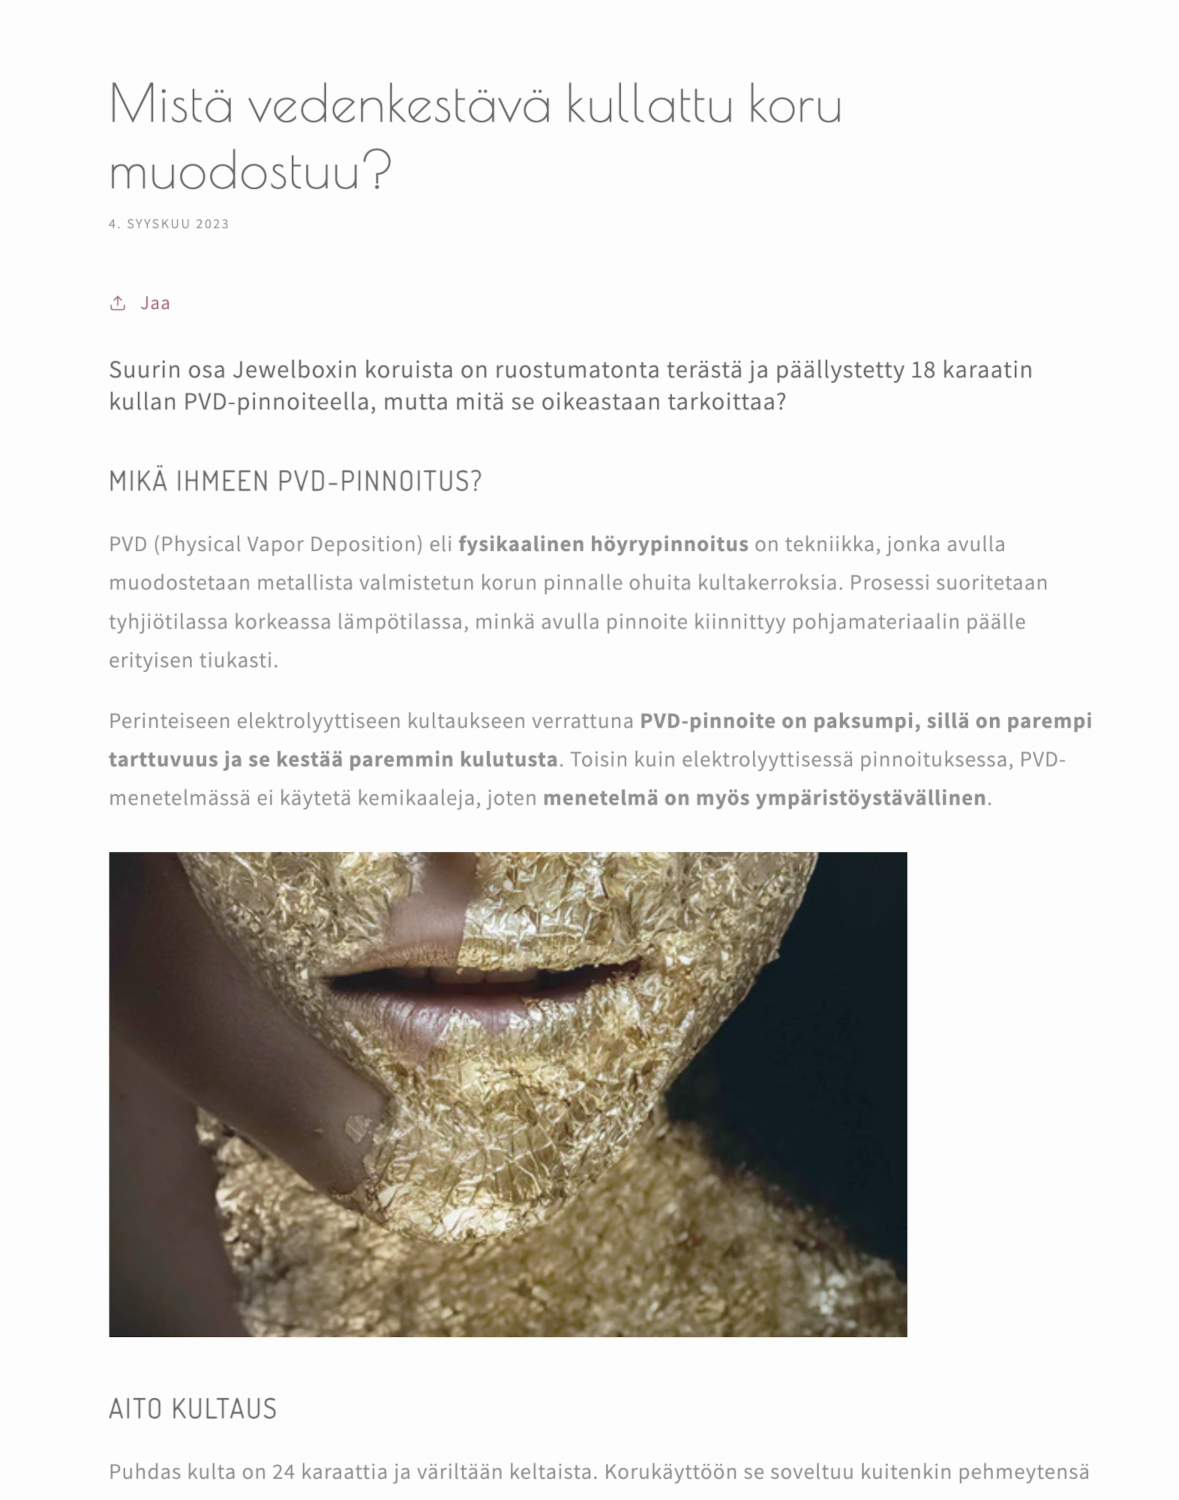 Mistä vedenkestävä kullattu koru
muodostuu?
4. SYYSKUU 2023
Jaa
Suurin osa Jewelboxin koruista on ruostumatonta terästä ja päällystetty 18 karaatin
kullan PVD-pinnoiteella, mutta mitä se oikeastaan tarkoittaa?
MIKÄ IHMEEN PVD-PINNOITUS?
PVD (Physical Vapor Deposition) eli fysikaalinen höyrypinnoitus on tekniikka, jonka avulla
muodostetaan metallista valmistetun korun pinnalle ohuita kultakerroksia. Prosessi suoritetaan
tyhjiötilassa korkeassa lämpötilassa, minkä avulla pinnoite kiinnittyy pohjamateriaalin päälle
erityisen tiukasti.
Perinteiseen elektrolyyttiseen kultaukseen verrattuna PVD-pinnoite on paksumpi, sillä on parempi
tarttuvuus ja se kestää paremmin kulutusta. Toisin kuin elektrolyyttisessä pinnoituksessa, PVD-
menetelmässä ei käytetä kemikaaleja, joten menetelmä on myös ympäristöystävällinen.
AITO KULTAUS
Puhdas kulta on 24 karaattia ja väriltään keltaista. Korukäyttöön se soveltuu kuitenkin pehmeytensä